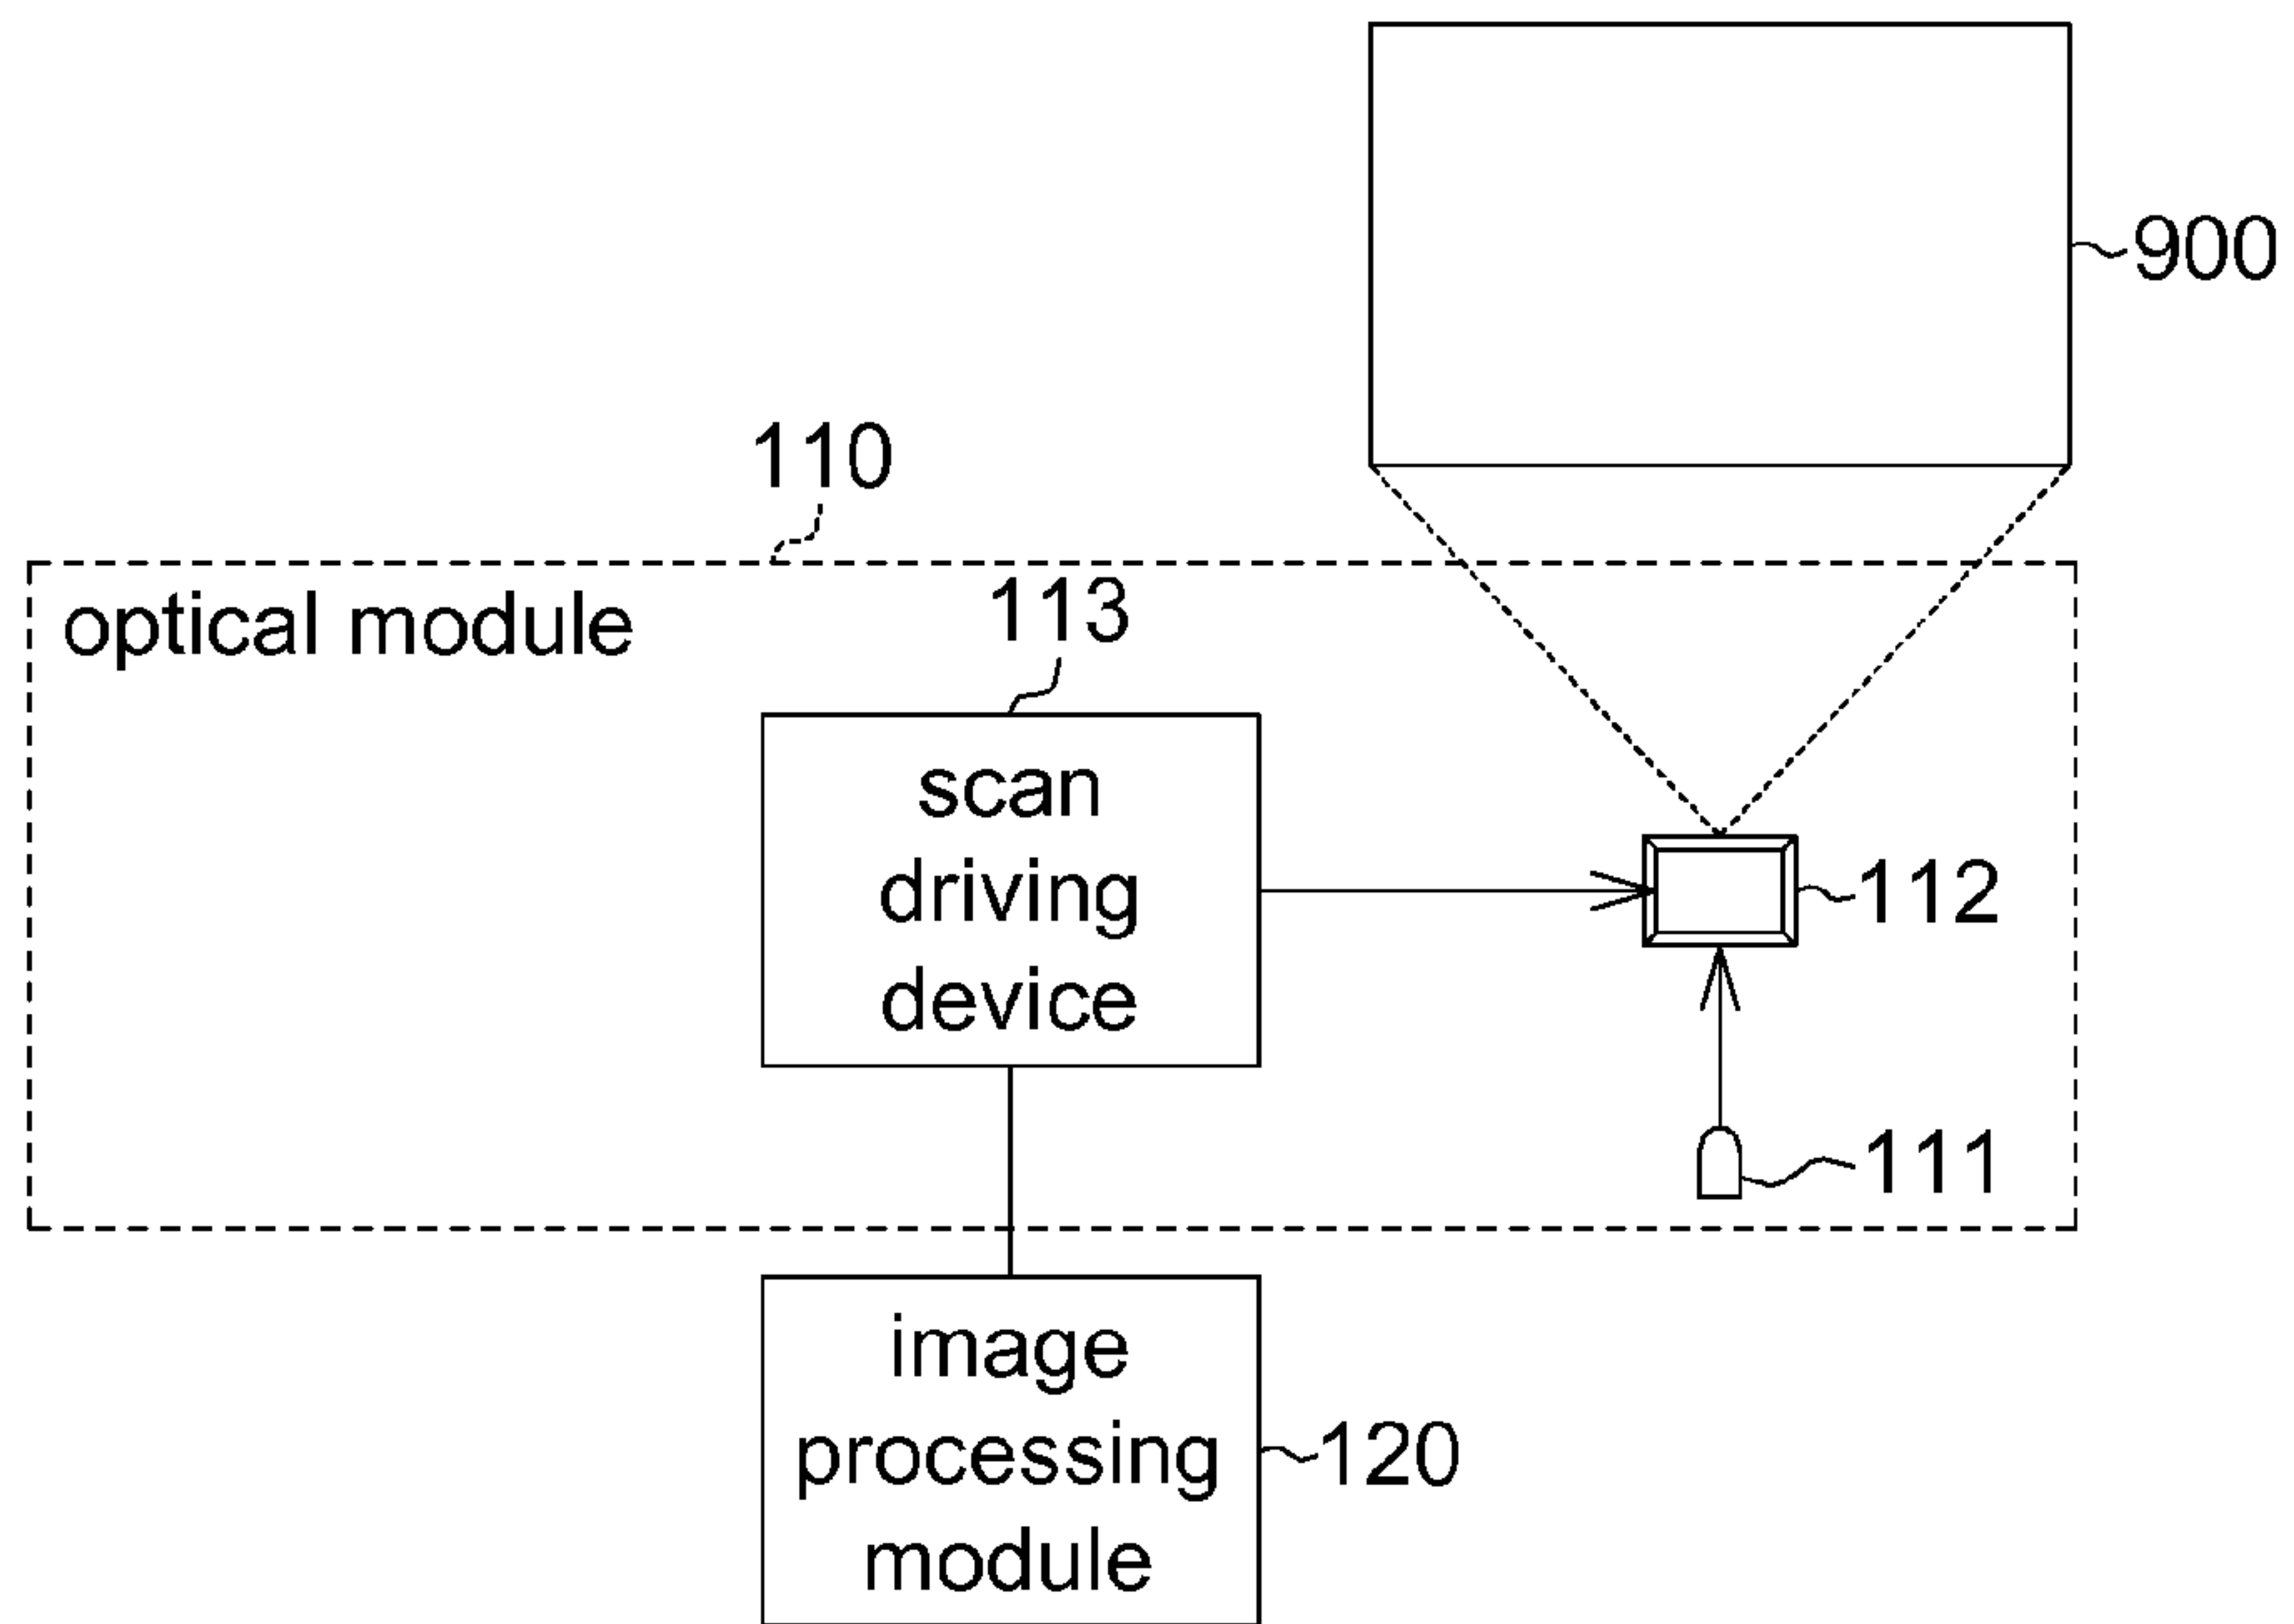 900
110
optical module
113
scan
driving
device
112
111
image
processing
module
120